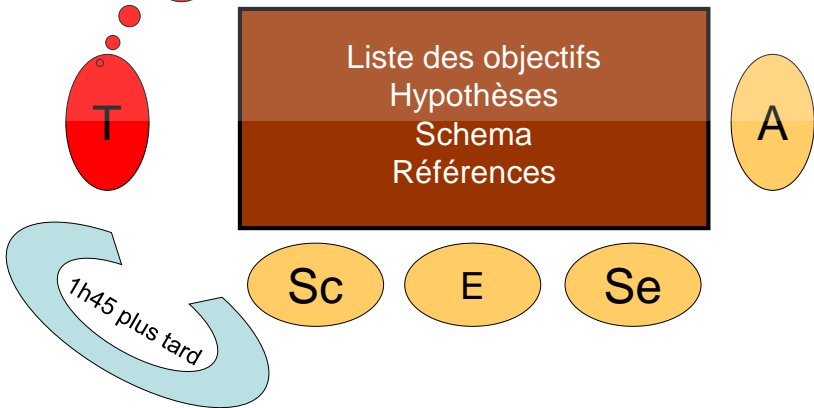 Liste des objectifs
Hypothèses
Schema
Références
T
A
Sc
E
Se
1h45 plus tard